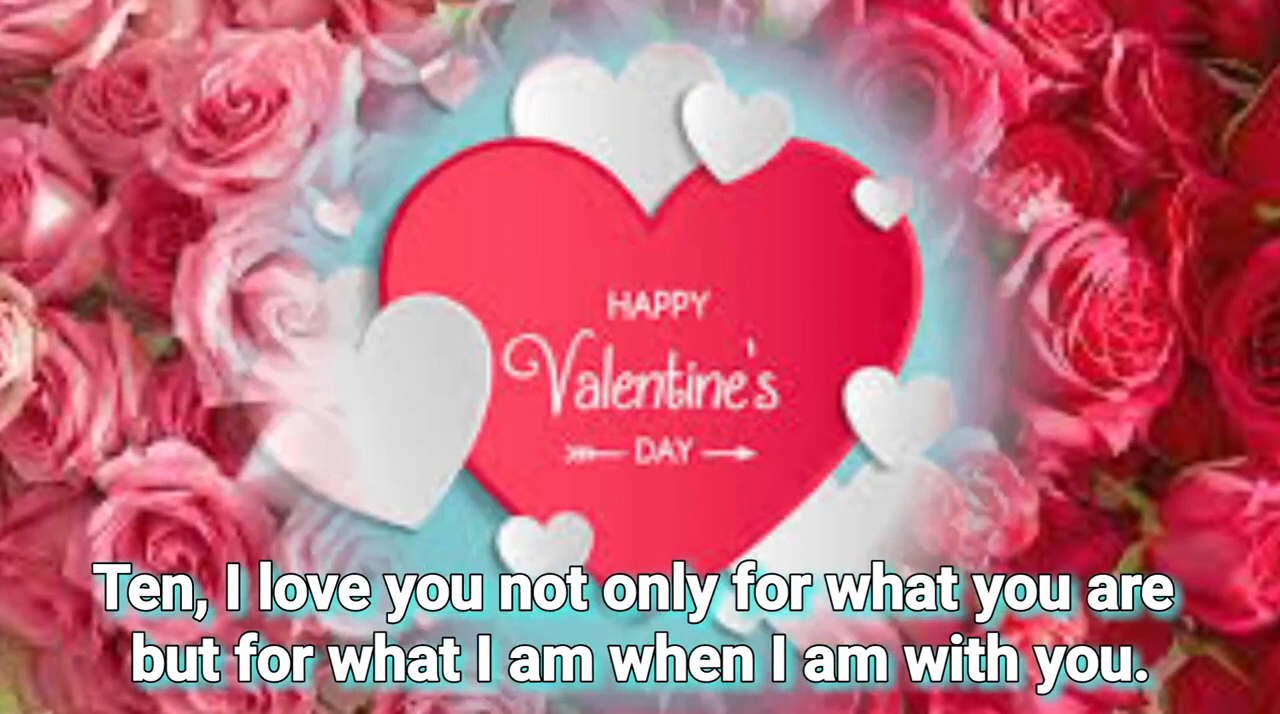 HAPPY
Valentine's
DAY
Ten, I love you not only for what you are
but for what I am when I am with you.